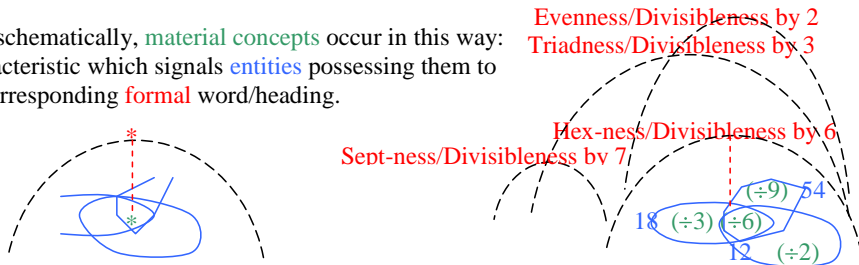 schematically, material concepts occur in this way:
acteristic which signals entities possessing them to
rresponding formal word/heading.
*
*
Evenness/Divisibleness by 2
Triadness/Divisibleness by 3
Hex-ness/Divisibleness by 6
Sept-ness/Divisibleness by 7
(÷9) 54
18 (÷3) (÷6)
12 (÷2)